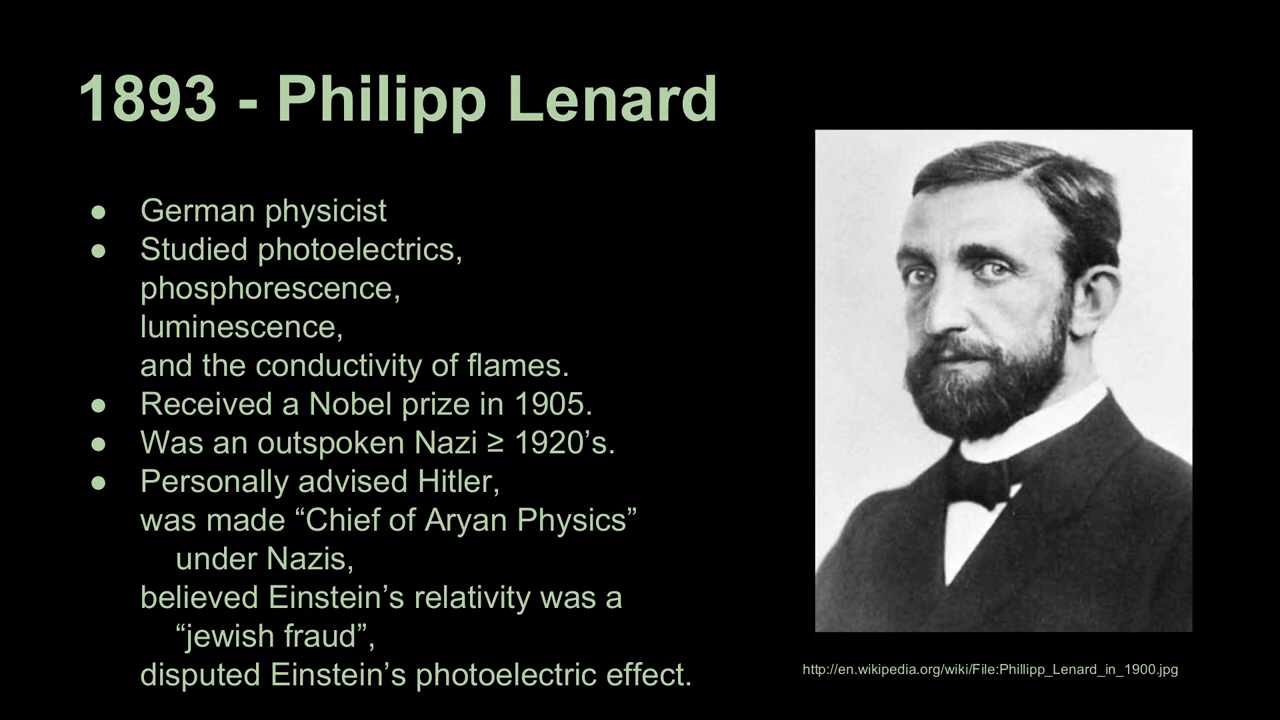 1893 - Philipp Lenard
● German physicist
● Studied photoelectrics,
phosphorescence,
luminescence,
and the conductivity of flames.
● Received a Nobel prize in 1905.
● Was an outspoken Nazi ≥ 1920’s.
● Personally advised Hitler,
was made “Chief of Aryan Physics”
under Nazis,
believed Einstein’s relativity was a
“jewish fraud”,
disputed Einstein’s photoelectric effect.
http://en.wikipedia.org/wiki/File:Phillipp_Lenard_in_1900.jpg